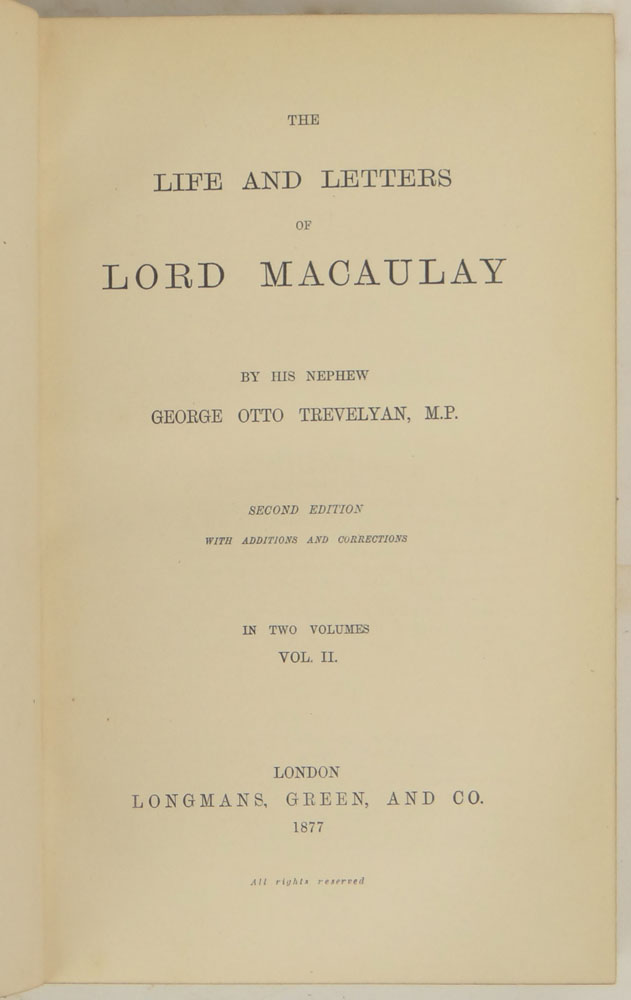 THE
LIFE AND LETTERS
OF
LORD MACAULAY
BY HIS NEPHEW
GEORGE OTTO TREVELYAN, M.P.
SECOND EDITION
WITH ADDITIONS AND CORRECTIONS
IN TWO VOLUMES
VOL. II.
LONDON
LONGMANS, GREEN, AND CO.
1877
All rights reserved